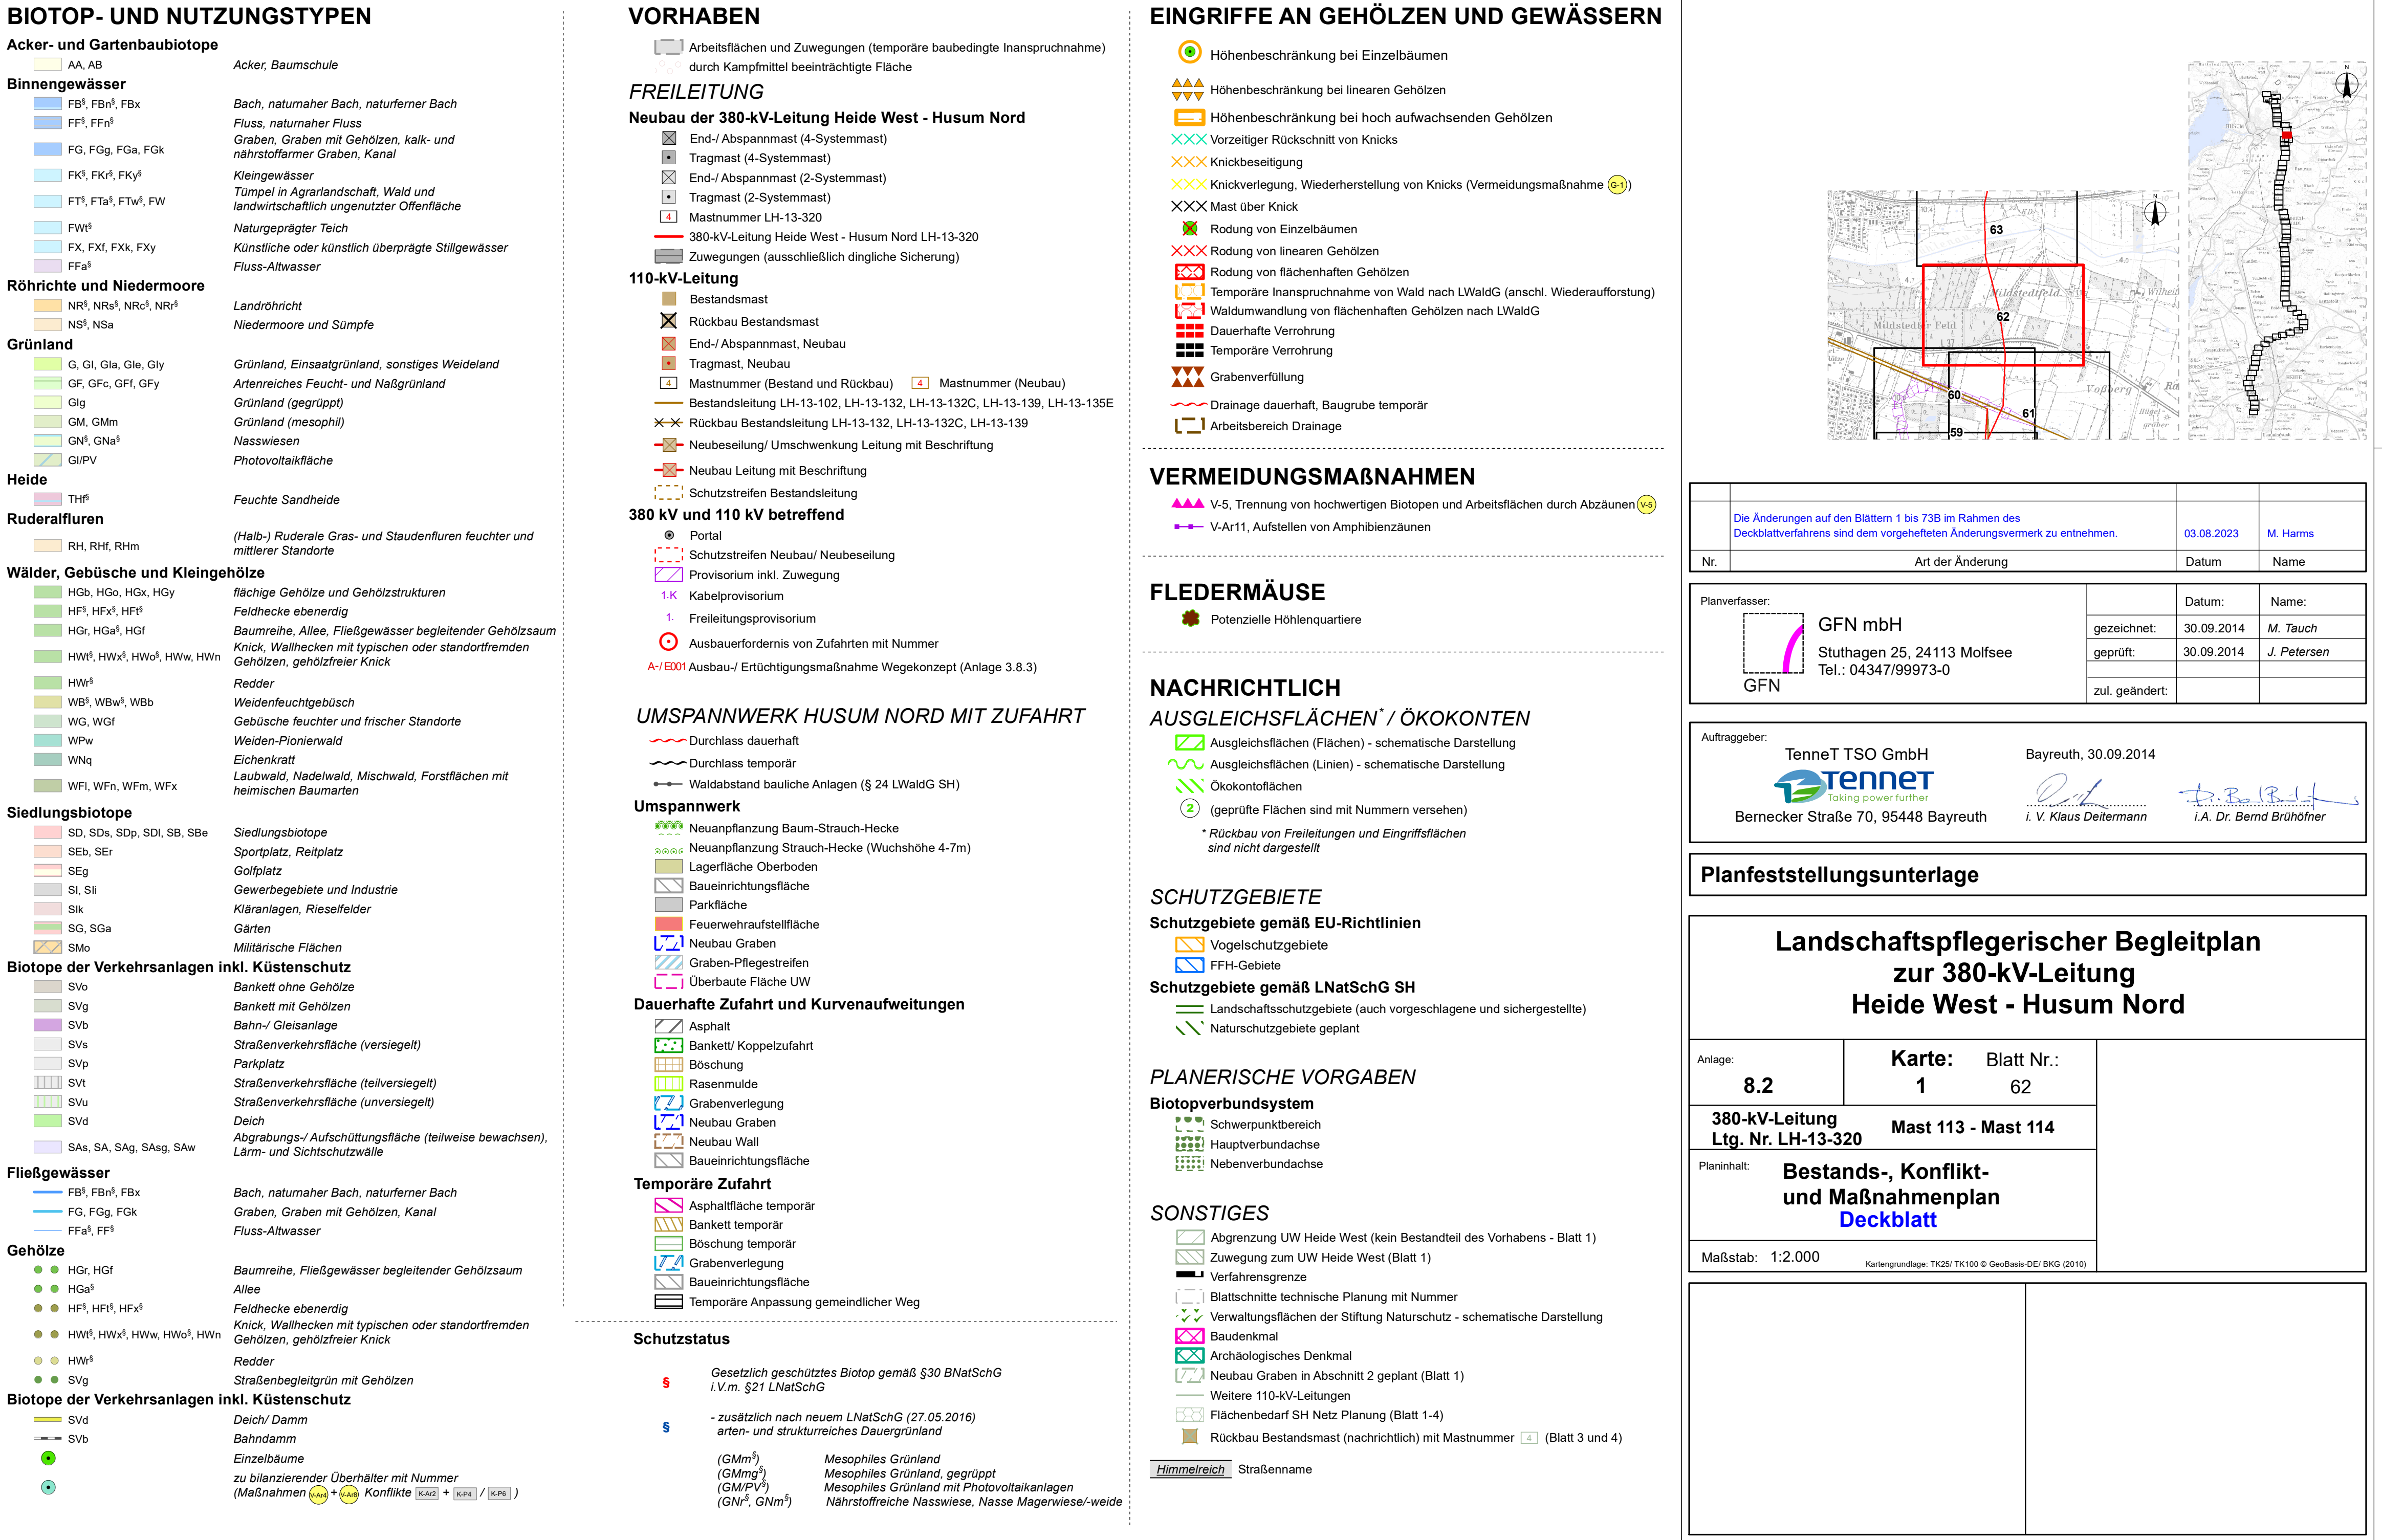 BIOTOP- UND NUTZUNGSTYPEN
Acker- und Gartenbaubiotope
AA, AB Acker, Baumschule
Binnengewässer
FB§, FBn§, FBx Bach, naturnaher Bach, naturferner Bach
FF§, FFn§ Fluss, naturnaher Fluss
FG, FGg, FGa, FGk Graben, Graben mit Gehölzen, kalk- und
nährstoffarmer Graben, Kanal
FK§, FKr§, FKy§ Kleingewässer
FT§, FTa§, FTw§, FW Tümpel in Agrarlandschaft, Wald und
landwirtschaftlich ungenutzter Offenfläche
FWt§ Naturgeprägter Teich
FX, FXf, FXk, FXy Künstliche oder künstlich überprägte Stillgewässer
FFa§ Fluss-Altwasser
Röhrichte und Niedermoore
NR§, NRs§, NRc§, NRr§ Landröhricht
NS§, NSa Niedermoore und Sümpfe
Grünland
G, GI, GIa, GIe, GIy Grünland, Einsaatgrünland, sonstiges Weideland
GF, GFc, GFf, GFy Artenreiches Feucht- und Naßgrünland
GIg Grünland (gegrüppt)
GM, GMm Grünland (mesophil)
GN§, GNa§ Nasswiesen
GI/PV Photovoltaikfläche
Heide
THf§ Feuchte Sandheide
Ruderalfluren
RH, RHf, RHm (Halb-) Ruderale Gras- und Staudenfluren feuchter und
mittlerer Standorte
Wälder, Gebüsche und Kleingehölze
HGb, HGo, HGx, HGy flächige Gehölze und Gehölzstrukturen
HF§, HFx§, HFt§ Feldhecke ebenerdig
HGr, HGa§, HGf Baumreihe, Allee, Fließgewässer begleitender Gehölzsaum
HWt§, HWx§, HWo§, HWw, HWn Knick, Wallhecken mit typischen oder standortfremden
Gehölzen, gehölzfreier Knick
HWr§ Redder
WB§, WBw§, WBb Weidenfeuchtgebüsch
WG, WGf Gebüsche feuchter und frischer Standorte
WPw Weiden-Pionierwald
WNq Eichenkratt
WFl, WFn, WFm, WFx Laubwald, Nadelwald, Mischwald, Forstflächen mit
heimischen Baumarten
Siedlungsbiotope
SD, SDs, SDp, SDl, SB, SBe Siedlungsbiotope
SEb, SEr Sportplatz, Reitplatz
SEg Golfplatz
SI, SIi Gewerbegebiete und Industrie
SIk Kläranlagen, Rieselfelder
SG, SGa Gärten
SMo Militärische Flächen
Biotope der Verkehrsanlagen inkl. Küstenschutz
SVo Bankett ohne Gehölze
SVg Bankett mit Gehölzen
SVb Bahn-/ Gleisanlage
SVs Straßenverkehrsfläche (versiegelt)
SVp Parkplatz
SVt Straßenverkehrsfläche (teilversiegelt)
SVu Straßenverkehrsfläche (unversiegelt)
SVd Deich
SAs, SA, SAg, SAsg, SAw Abgrabungs-/ Aufschüttungsfläche (teilweise bewachsen),
Lärm- und Sichtschutzwälle
Fließgewässer
FB§, FBn§, FBx Bach, naturnaher Bach, naturferner Bach
FG, FGg, FGk Graben, Graben mit Gehölzen, Kanal
FFa§, FF§ Fluss-Altwasser
Gehölze
HGr, HGf Baumreihe, Fließgewässer begleitender Gehölzsaum
HGa§ Allee
HF§, HFt§, HFx§ Feldhecke ebenerdig
HWt§, HWx§, HWw, HWo§, HWn Knick, Wallhecken mit typischen oder standortfremden
Gehölzen, gehölzfreier Knick
HWr§ Redder
SVg Straßenbegleitgrün mit Gehölzen
Biotope der Verkehrsanlagen inkl. Küstenschutz
SVd Deich/ Damm
SVb Bahndamm
Einzelbäume
zu bilanzierender Überhälter mit Nummer
(Maßnahmen V-Ar4 + V-Ar8 Konflikte K-Ar2 + K-P4 / K-P6 )
VORHABEN
Arbeitsflächen und Zuwegungen (temporäre baubedingte Inanspruchnahme)
durch Kampfmittel beeinträchtigte Fläche
FREILEITUNG
Neubau der 380-kV-Leitung Heide West - Husum Nord
End-/ Abspannmast (4-Systemmast)
Tragmast (4-Systemmast)
End-/ Abspannmast (2-Systemmast)
Tragmast (2-Systemmast)
4 Mastnummer LH-13-320
380-kV-Leitung Heide West - Husum Nord LH-13-320
Zuwegungen (ausschließlich dingliche Sicherung)
110-kV-Leitung
Bestandsmast
Rückbau Bestandsmast
End-/ Abspannmast, Neubau
Tragmast, Neubau
4 Mastnummer (Bestand und Rückbau) 4 Mastnummer (Neubau)
Bestandsleitung LH-13-102, LH-13-132, LH-13-132C, LH-13-139, LH-13-135E
Rückbau Bestandsleitung LH-13-132, LH-13-132C, LH-13-139
Neubeseilung/ Umschwenkung Leitung mit Beschriftung
Neubau Leitung mit Beschriftung
Schutzstreifen Bestandsleitung
380 kV und 110 kV betreffend
Portal
Schutzstreifen Neubau/ Neubeseilung
Provisorium inkl. Zuwegung
1.K Kabelprovisorium
1. Freileitungsprovisorium
Ausbauerfordernis von Zufahrten mit Nummer
A-/ E001 Ausbau-/ Ertüchtigungsmaßnahme Wegekonzept (Anlage 3.8.3)
UMSPANNWERK HUSUM NORD MIT ZUFAHRT
Durchlass dauerhaft
Durchlass temporär
Waldabstand bauliche Anlagen (§ 24 LWaldG SH)
Umspannwerk
Neuanpflanzung Baum-Strauch-Hecke
Neuanpflanzung Strauch-Hecke (Wuchshöhe 4-7m)
Lagerfläche Oberboden
Baueinrichtungsfläche
Parkfläche
Feuerwehraufstellfläche
Neubau Graben
Graben-Pflegestreifen
Überbaute Fläche UW
Dauerhafte Zufahrt und Kurvenaufweitungen
Asphalt
Bankett/ Koppelzufahrt
Böschung
Rasenmulde
Grabenverlegung
Neubau Graben
Neubau Wall
Baueinrichtungsfläche
Temporäre Zufahrt
Asphaltfläche temporär
Bankett temporär
Böschung temporär
Grabenverlegung
Baueinrichtungsfläche
Temporäre Anpassung gemeindlicher Weg
Schutzstatus
§ Gesetzlich geschütztes Biotop gemäß §30 BNatSchG
i.V.m. §21 LNatSchG
§ - zusätzlich nach neuem LNatSchG (27.05.2016)
arten- und strukturreiches Dauergrünland
(GMm§) Mesophiles Grünland
(GMmg§) Mesophiles Grünland, gegrüppt
(GM/PV§) Mesophiles Grünland mit Photovoltaikanlagen
(GNr§, GNm§) Nährstoffreiche Nasswiese, Nasse Magerwiese/-weide
EINGRIFFE AN GEHÖLZEN UND GEWÄSSERN
Höhenbeschränkung bei Einzelbäumen
Höhenbeschränkung bei linearen Gehölzen
Höhenbeschränkung bei hoch aufwachsenden Gehölzen
Vorzeitiger Rückschnitt von Knicks
Knickbeseitigung
Knickverlegung, Wiederherstellung von Knicks (Vermeidungsmaßnahme G-1)
Mast über Knick
Rodung von Einzelbäumen
Rodung von linearen Gehölzen
Rodung von flächenhaften Gehölzen
Temporäre Inanspruchnahme von Wald nach LWaldG (anschl. Wiederaufforstung)
Waldumwandlung von flächenhaften Gehölzen nach LWaldG
Dauerhafte Verrohrung
Temporäre Verrohrung
Grabenverfüllung
Drainage dauerhaft, Baugrube temporär
Arbeitsbereich Drainage
VERMEIDUNGSMAßNAHMEN
V-5, Trennung von hochwertigen Biotopen und Arbeitsflächen durch Abzäunen V-5
V-Ar11, Aufstellen von Amphibienzäunen
FLEDERMÄUSE
Potenzielle Höhlenquartiere
NACHRICHTLICH
AUSGLEICHSFLÄCHEN* / ÖKOKONTEN
Ausgleichsflächen (Flächen) - schematische Darstellung
Ausgleichsflächen (Linien) - schematische Darstellung
Ökokontoflächen
2 (geprüfte Flächen sind mit Nummern versehen)
* Rückbau von Freileitungen und Eingriffsflächen
sind nicht dargestellt
SCHUTZGEBIETE
Schutzgebiete gemäß EU-Richtlinien
Vogelschutzgebiete
FFH-Gebiete
Schutzgebiete gemäß LNatSchG SH
Landschaftsschutzgebiete (auch vorgeschlagene und sichergestellte)
Naturschutzgebiete geplant
PLANERISCHE VORGABEN
Biotopverbundsystem
Schwerpunktbereich
Hauptverbundachse
Nebenverbundachse
SONSTIGES
Abgrenzung UW Heide West (kein Bestandteil des Vorhabens - Blatt 1)
Zuwegung zum UW Heide West (Blatt 1)
Verfahrensgrenze
Blattschnitte technische Planung mit Nummer
Verwaltungsflächen der Stiftung Naturschutz - schematische Darstellung
Baudenkmal
Archäologisches Denkmal
Neubau Graben in Abschnitt 2 geplant (Blatt 1)
Weitere 110-kV-Leitungen
Flächenbedarf SH Netz Planung (Blatt 1-4)
Rückbau Bestandsmast (nachrichtlich) mit Mastnummer 4 (Blatt 3 und 4)
Himmelreich Straßenname
N
N
63
Mildstedtfeld
62
Mildstedter Feld
60
61
59
Voßberg
Die Änderungen auf den Blättern 1 bis 73B im Rahmen des
Deckblattverfahrens sind dem vorgehefteten Änderungsvermerk zu entnehmen. 03.08.2023 M. Harms
Nr. Art der Änderung Datum Name
Planverfasser:
GFN mbH
Stuthagen 25, 24113 Molfsee
Tel.: 04347/99973-0
GFN
Datum: Name:
gezeichnet: 30.09.2014 M. Tauch
geprüft: 30.09.2014 J. Petersen
zul. geändert:
Auftraggeber:
TenneT TSO GmbH
TenneT
Taking power further
Bernecker Straße 70, 95448 Bayreuth
Bayreuth, 30.09.2014
i. V. Klaus Deitermann i.A. Dr. Bernd Brühöfner
Planfeststellungsunterlage
Landschaftspflegerischer Begleitplan
zur 380-kV-Leitung
Heide West - Husum Nord
Anlage:
8.2
Karte:
1
Blatt Nr.:
62
380-kV-Leitung
Ltg. Nr. LH-13-320
Mast 113 - Mast 114
Planinhalt:
Bestands-, Konflikt-
und Maßnahmenplan
Deckblatt
Maßstab: 1:2.000
Kartengrundlage: TK25/ TK100 © GeoBasis-DE/ BKG (2010)